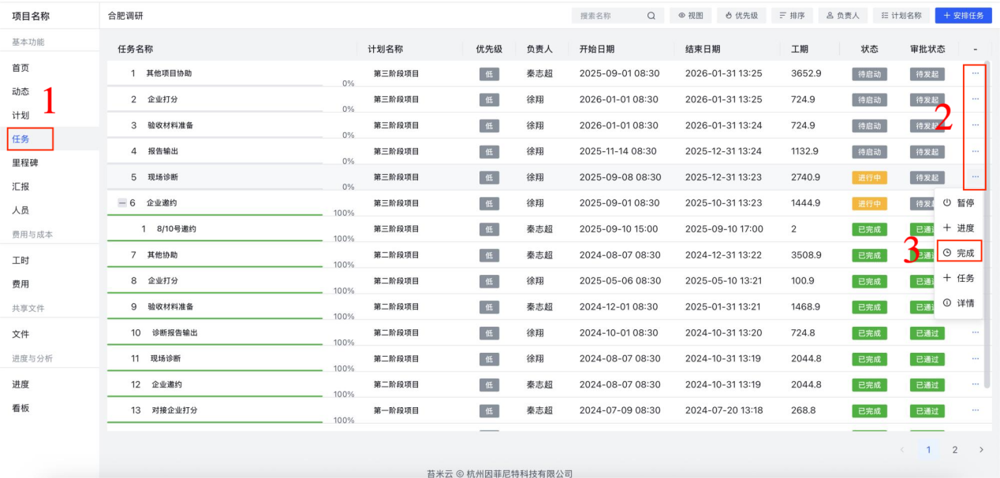 项目名称 合肥调研 搜索名称 视图 优先级 排序 负责人 计划名称 + 安排任务
基本功能
首页
动态
计划
任务
里程碑
汇报
人员
费用与成本
工时
费用
共享文件
文件
进度与分析
进度
看板
1
任务名称 计划名称 优先级 负责人 开始日期 结束日期 工期 状态 审批状态 -
1 其他项目协助 0% 第三阶段项目 低 秦志超 2025-09-01 08:30 2026-01-31 13:25 3652.9 待启动 待发起 ...
2 企业打分 0% 第三阶段项目 低 徐翔 2026-01-01 08:30 2026-01-31 13:25 724.9 待启动 待发起 ...
3 验收材料准备 0% 第三阶段项目 低 徐翔 2026-01-01 08:30 2026-01-31 13:24 724.9 待启动 待发起 ...
2
4 报告输出 0% 第三阶段项目 低 徐翔 2025-11-14 08:30 2025-12-31 13:24 1132.9 待启动 待发起 ...
5 现场诊断 0% 第三阶段项目 低 徐翔 2025-09-08 08:30 2025-12-31 13:23 2740.9 进行中 待发起 ...
6 企业邀约 100% 第三阶段项目 低 徐翔 2025-09-01 08:30 2025-10-31 13:23 1444.9 进行中 待发
1 8/10号邀约 100% 第三阶段项目 低 秦志超 2025-09-10 15:00 2025-09-10 17:00 2 已完成 已通
7 其他协助 100% 第二阶段项目 低 秦志超 2024-08-07 08:30 2024-12-31 13:22 3508.9 已完成 已通
8 企业打分 100% 第二阶段项目 低 徐翔 2025-05-06 08:30 2025-05-10 13:21 100.9 已完成 已通
9 验收材料准备 100% 第二阶段项目 低 秦志超 2024-12-01 08:30 2025-01-31 13:21 1468.9 已完成 已通
暂停
+ 进度
3
完成
+ 任务
详情
10 诊断报告输出 100% 第二阶段项目 低 徐翔 2024-10-01 08:30 2024-10-31 13:20 724.8 已完成 已通过 ...
11 现场诊断 100% 第二阶段项目 低 徐翔 2024-08-07 08:30 2024-10-31 13:19 2044.8 已完成 已通过 ...
12 企业邀约 100% 第二阶段项目 低 秦志超 2024-08-07 08:30 2024-10-31 13:19 2044.8 已完成 已通过 ...
13 对接企业打分 100% 第一阶段项目 低 秦志超 2024-07-09 08:30 2024-07-20 13:18 268.8 已完成 已通过 ...
< 1 2 >
苔米云 © 杭州因菲尼特科技有限公司